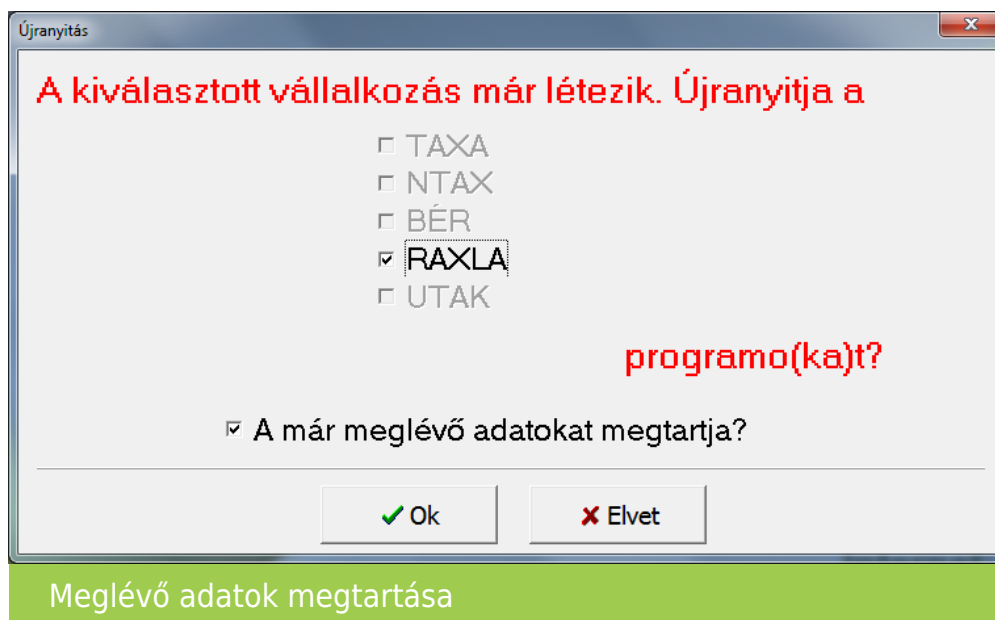 Újranyitás
A kiválasztott vállalkozás már létezik. Újranyitja a
TAXA
NTAX
BÉR
RAXLA
UTAK
programo(ka)t?
A már meglévő adatokat megtartja?
Ok
Elvet
Meglévő adatok megtartása